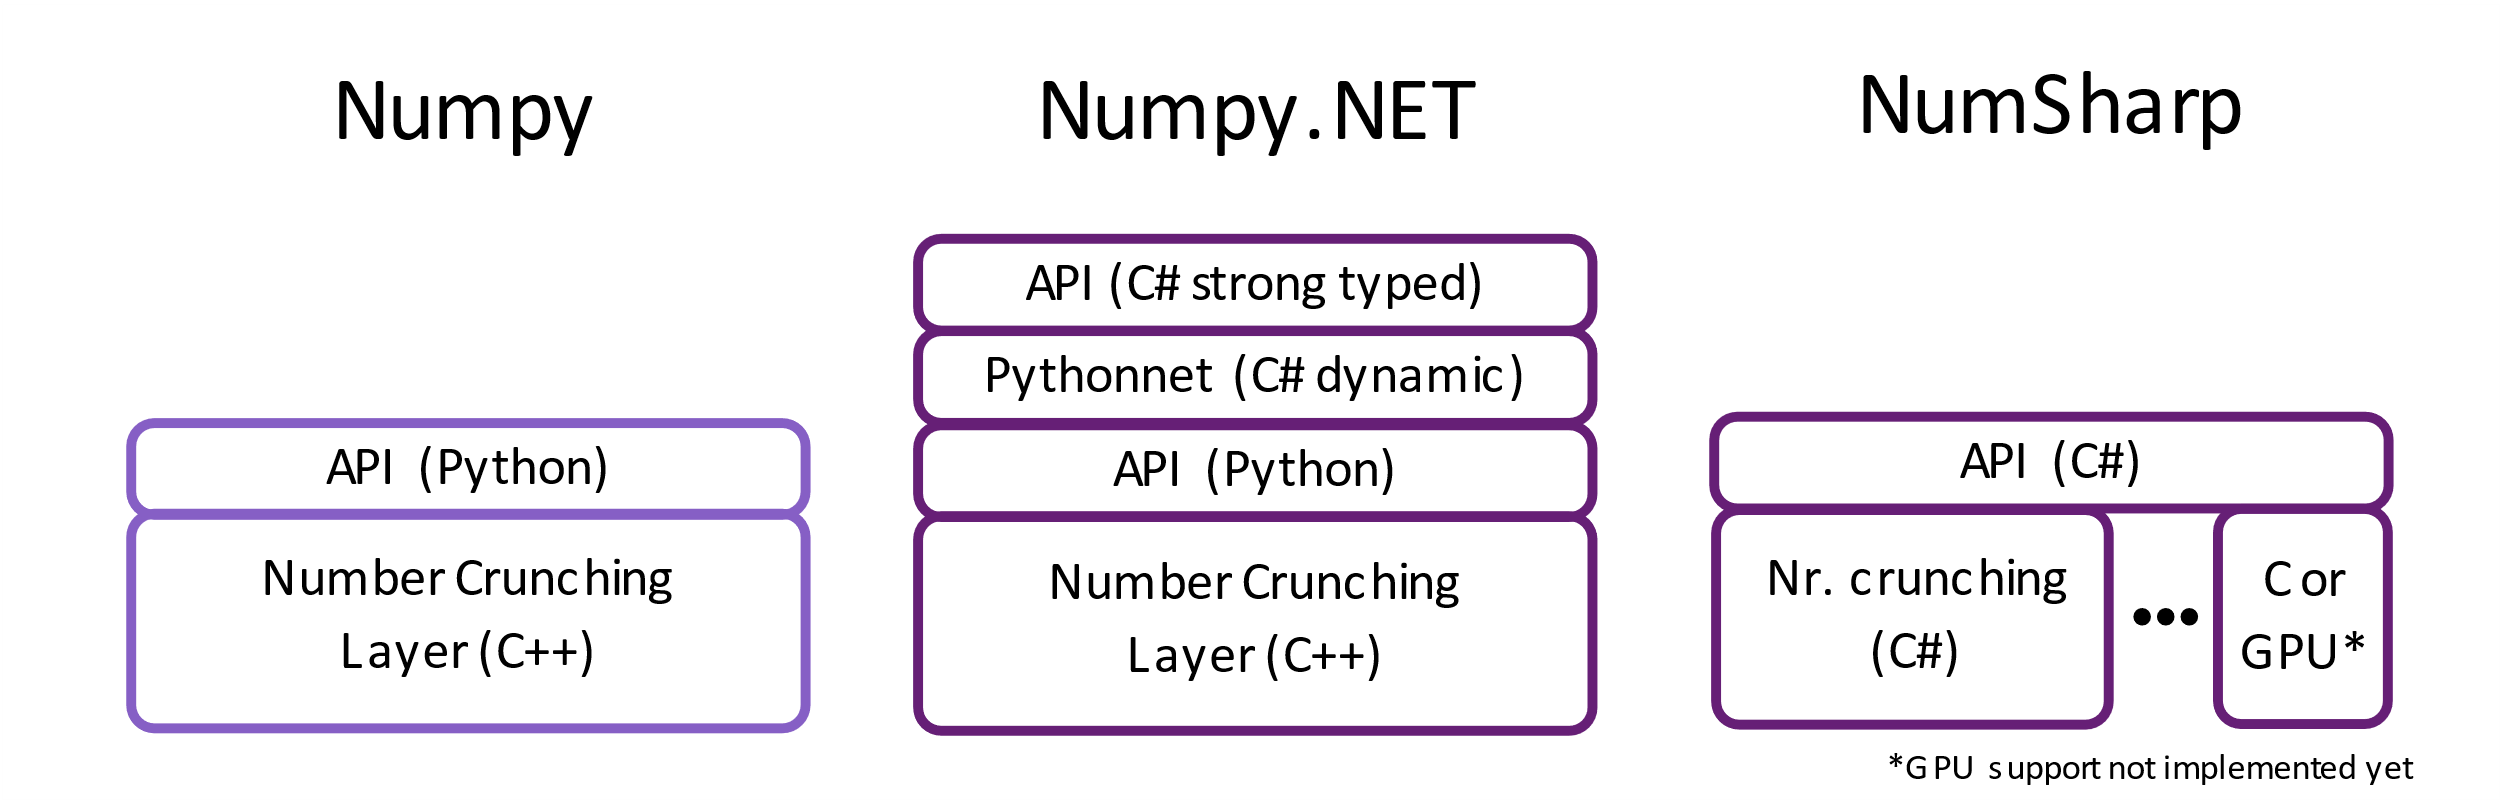 Numpy
API (Python)
Number Crunching
Layer (C++)
Numpy.NET
API (C# strong typed)
Pythonnet (C# dynamic)
API (Python)
Number Crunching
Layer (C++)
NumSharp
API (C#)
Nr. crunching
(C#)
•••
C or
GPU*
*GPU support not implemented yet